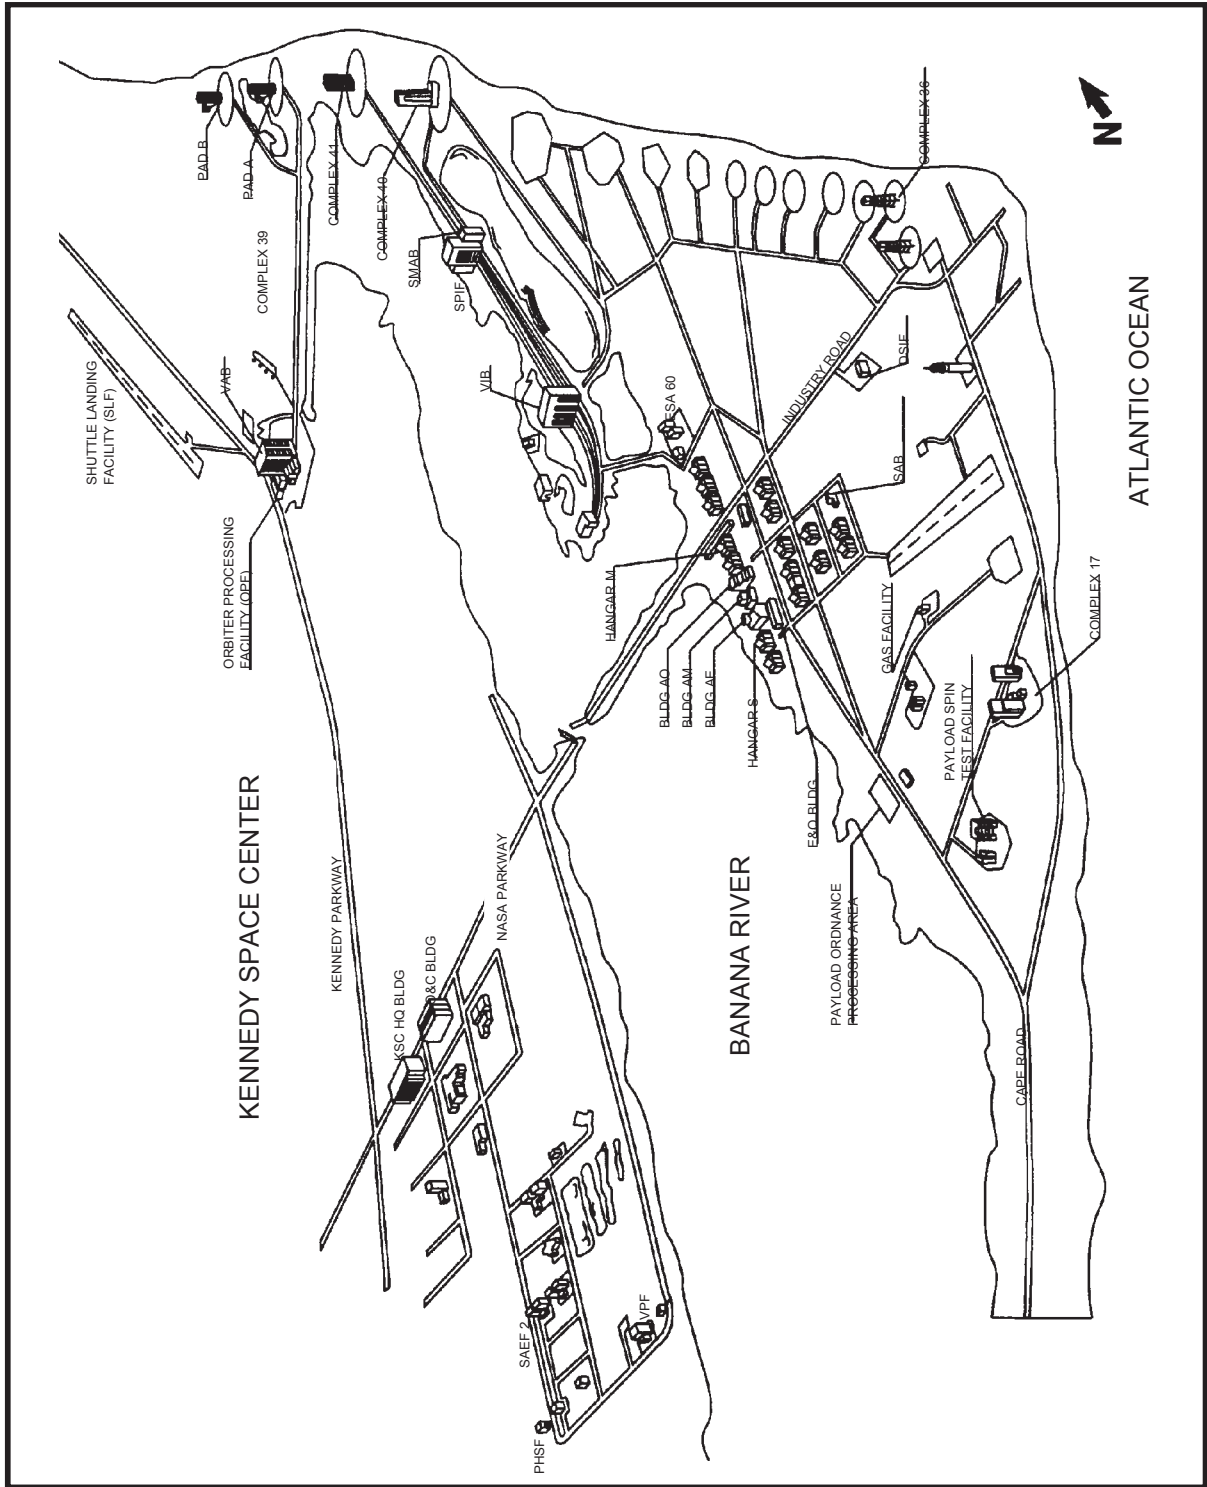 PAD B
PAD A
COMPLEX 41
COMPLEX 40
COMPLEX 39
SMAB
SPIF
COMPLEX 36
N
SHUTTLE LANDING
FACILITY (SLF)
VAB
VIB
ESA 60
INDUSTRY ROAD
DSIF
SAB
ATLANTIC OCEAN
ORBITER PROCESSING
FACILITY (OPF)
HANGAR M
BLDG AO
BLDG AM
BLDG AE
HANGAR S
GAS FACILITY
COMPLEX 17
PAYLOAD SPIN
TEST FACILITY
E&O BLDG
KENNEDY SPACE CENTER
KENNEDY PARKWAY
NASA PARKWAY
BANANA RIVER
PAYLOAD ORDNANCE
PROCESSING AREA
KSC HQ BLDG
O&C BLDG
CAPE ROAD
SAEF 2
VPF
PHSF